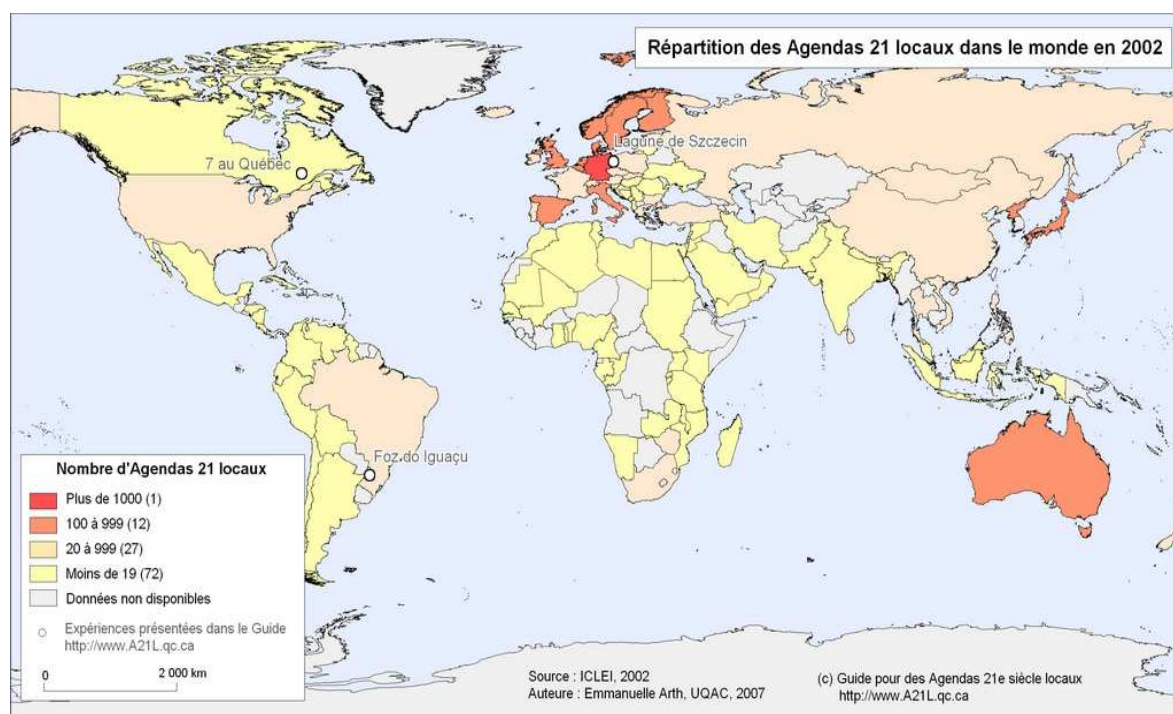 Répartition des Agendas 21 locaux dans le monde en 2002
Lagune de Szczecin
7 au Québec
Foz do Iguaçu
Nombre d'Agendas 21 locaux
Plus de 1000 (1)
100 à 999 (12)
20 à 999 (27)
Moins de 19 (72)
Données non disponibles
Expériences présentées dans le Guide
http://www.A21L.qc.ca
0 2 000 km
Source : ICLEI, 2002
Auteure : Emmanuelle Arth, UQAC, 2007
(c) Guide pour des Agendas 21e siècle locaux
http://www.A21L.qc.ca